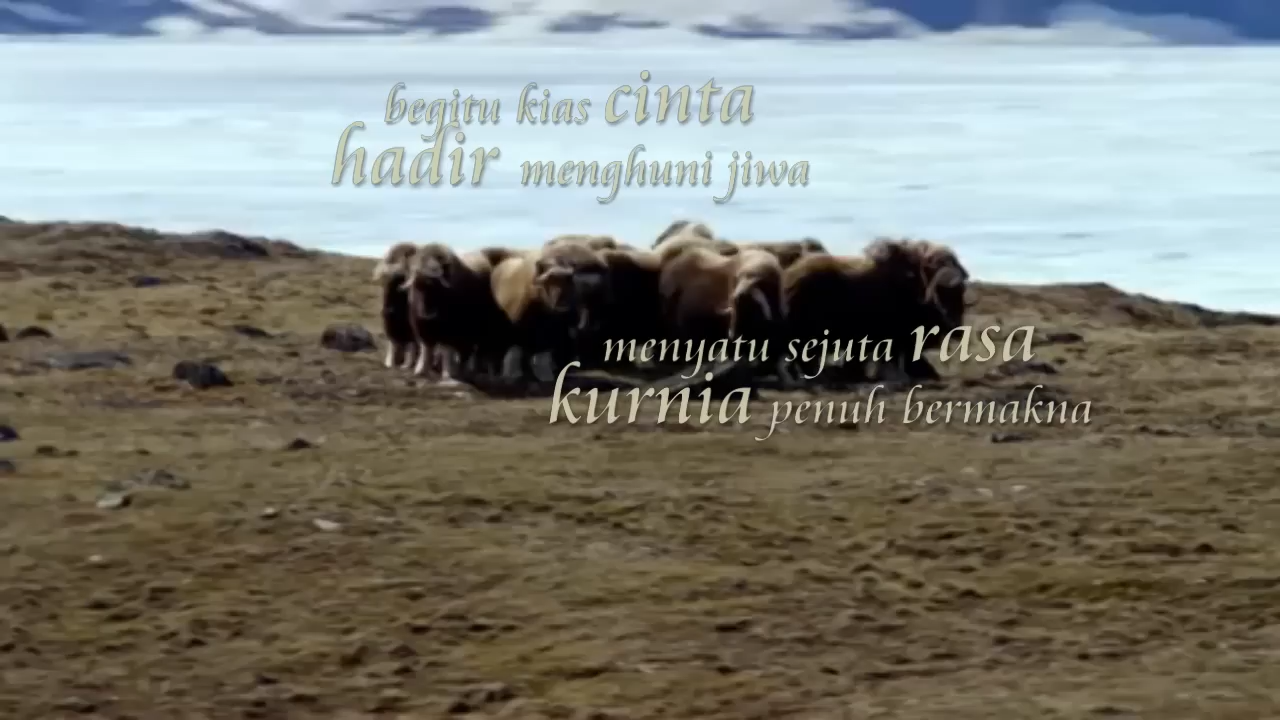 begitu kias cinta
hadir menghuni jiwa
menyatu sejuta rasa
kurnia penuh bermakna